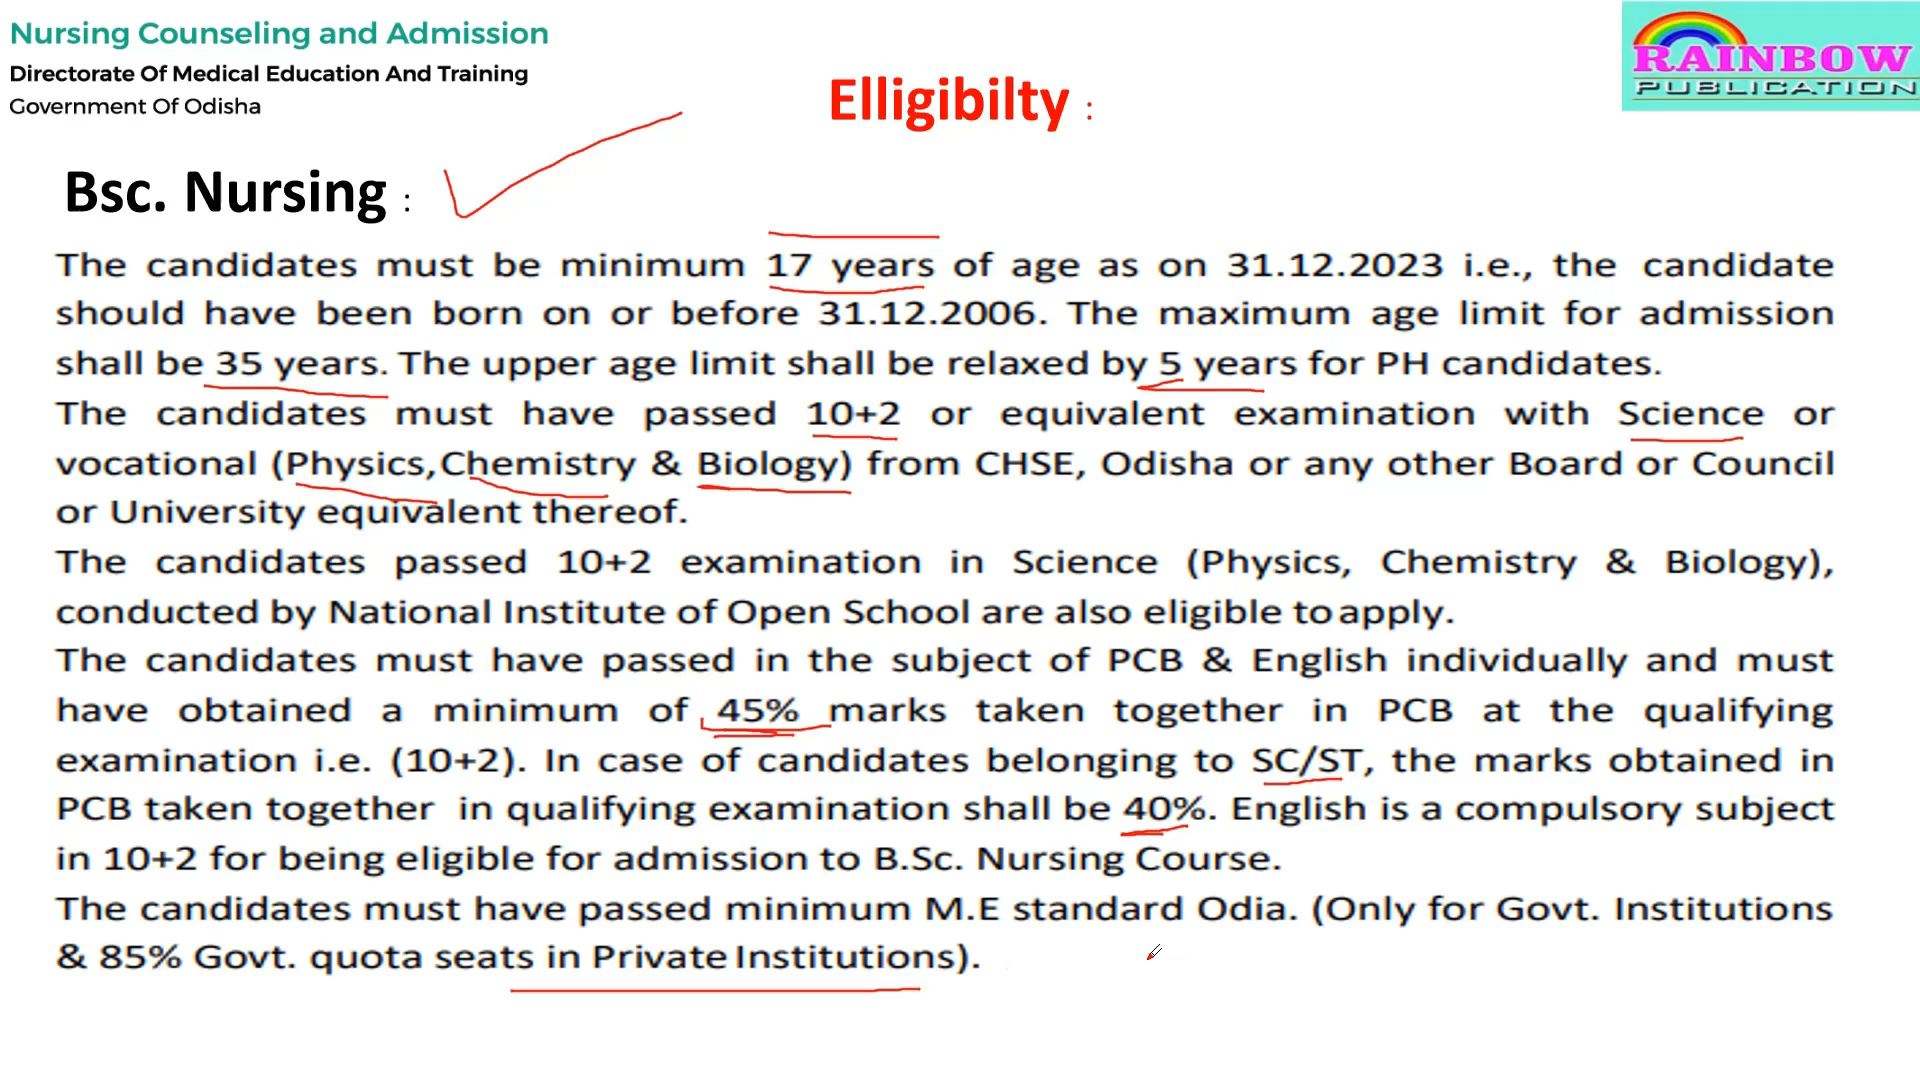 Nursing Counseling and Admission
Directorate Of Medical Education And Training
Government Of Odisha
RAINBOW
PUBLICATION
Elligibilty :
Bsc. Nursing :
The candidates must be minimum 17 years of age as on 31.12.2023 i.e., the candidate
should have been born on or before 31.12.2006. The maximum age limit for admission
shall be 35 years. The upper age limit shall be relaxed by 5 years for PH candidates.
The candidates must have passed 10+2 or equivalent examination with Science or
vocational (Physics,Chemistry & Biology) from CHSE, Odisha or any other Board or Council
or University equivalent thereof.
The candidates passed 10+2 examination in Science (Physics, Chemistry & Biology),
conducted by National Institute of Open School are also eligible to apply.
The candidates must have passed in the subject of PCB & English individually and must
have obtained a minimum of 45% marks taken together in PCB at the qualifying
examination i.e. (10+2). In case of candidates belonging to SC/ST, the marks obtained in
PCB taken together in qualifying examination shall be 40%. English is a compulsory subject
in 10+2 for being eligible for admission to B.Sc. Nursing Course.
The candidates must have passed minimum M.E standard Odia. (Only for Govt. Institutions
& 85% Govt. quota seats in Private Institutions).